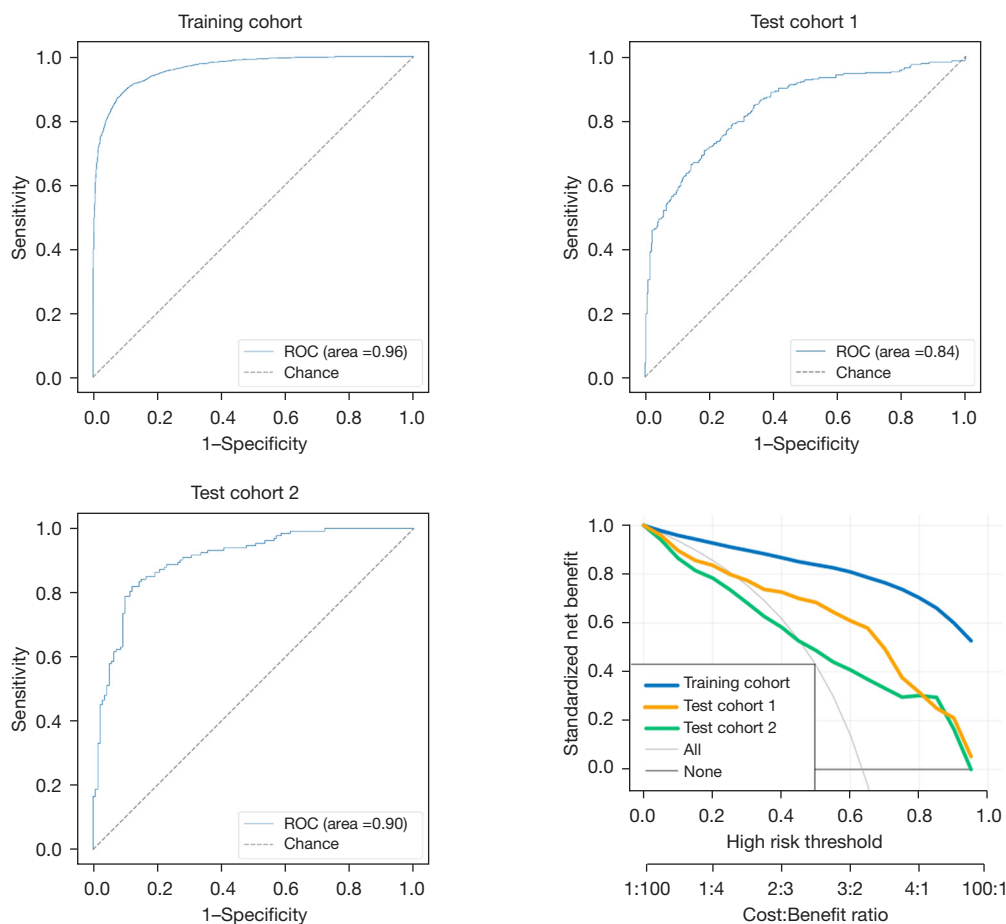 Training cohort
1.0
0.8
0.6
0.4
0.2
0.0
Sensitivity
ROC (area =0.96)
Chance
0.0 0.2 0.4 0.6 0.8 1.0
1–Specificity
Test cohort 1
1.0
0.8
0.6
0.4
0.2
0.0
Sensitivity
ROC (area =0.84)
Chance
0.0 0.2 0.4 0.6 0.8 1.0
1–Specificity
Test cohort 2
1.0
0.8
0.6
0.4
0.2
0.0
Sensitivity
ROC (area =0.90)
Chance
0.0 0.2 0.4 0.6 0.8 1.0
1–Specificity
1.0
0.8
0.6
0.4
0.2
0.0
Standardized net benefit
Training cohort
Test cohort 1
Test cohort 2
All
None
0.0 0.2 0.4 0.6 0.8 1.0
High risk threshold
1:100 1:4 2:3 3:2 4:1 100:1
Cost:Benefit ratio